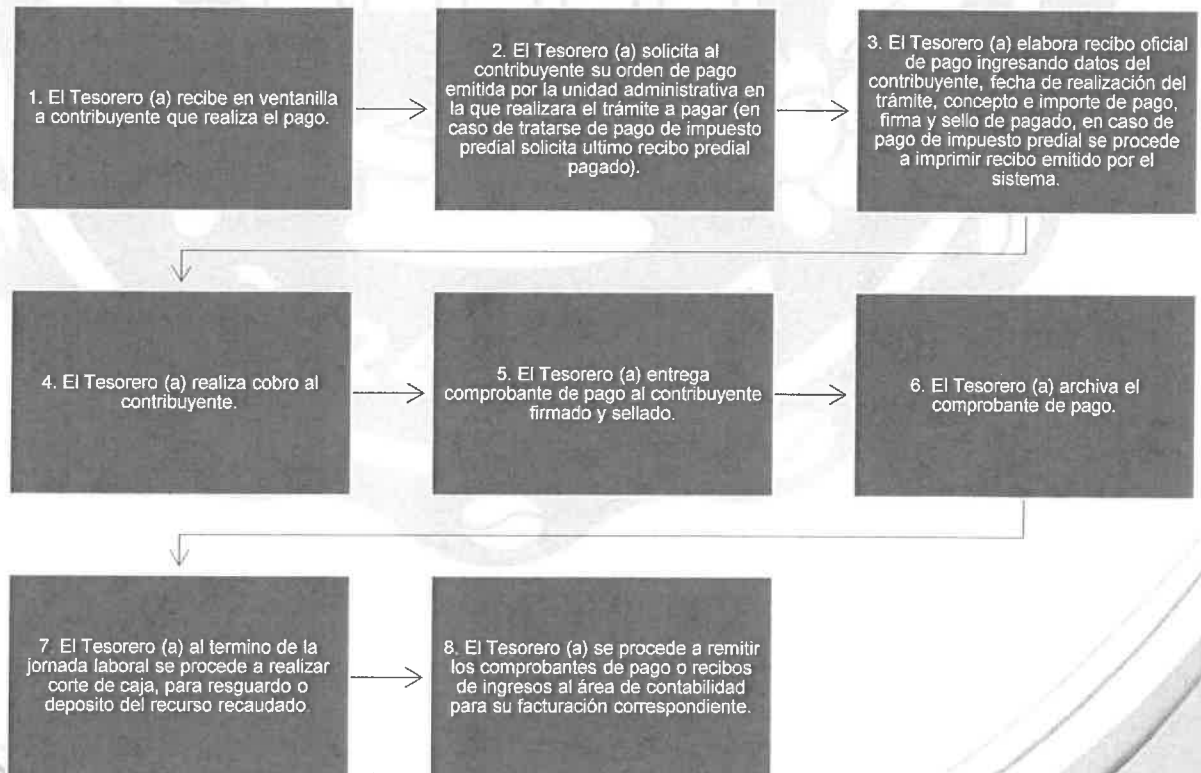 1. El Tesorero (a) recibe en ventanilla
a contribuyente que realiza el pago.
2. El Tesorero (a) solicita al
contribuyente su orden de pago
emitida por la unidad administrativa en
la que realizara el trámite a pagar (en
caso de tratarse de pago de impuesto
predial solicita ultimo recibo predial
pagado).
3. El Tesorero (a) elabora recibo oficial
de pago ingresando datos del
contribuyente, fecha de realización del
trámite, concepto e importe de pago,
firma y sello de pagado, en caso de
pago de impuesto predial se procede
a imprimir recibo emitido por el
sistema.
4. El Tesorero (a) realiza cobro al
contribuyente.
5. El Tesorero (a) entrega
comprobante de pago al contribuyente
firmado y sellado.
6. El Tesorero (a) archiva el
comprobante de pago.
7 El Tesorero (a) al termino de la
jornada laboral se procede a realizar
corte de caja, para resguardo o
deposito del recurso recaudado.
8. El Tesorero (a) se procede a remitir
los comprobantes de pago o recibos
de ingresos al área de contabilidad
para su facturación correspondiente.